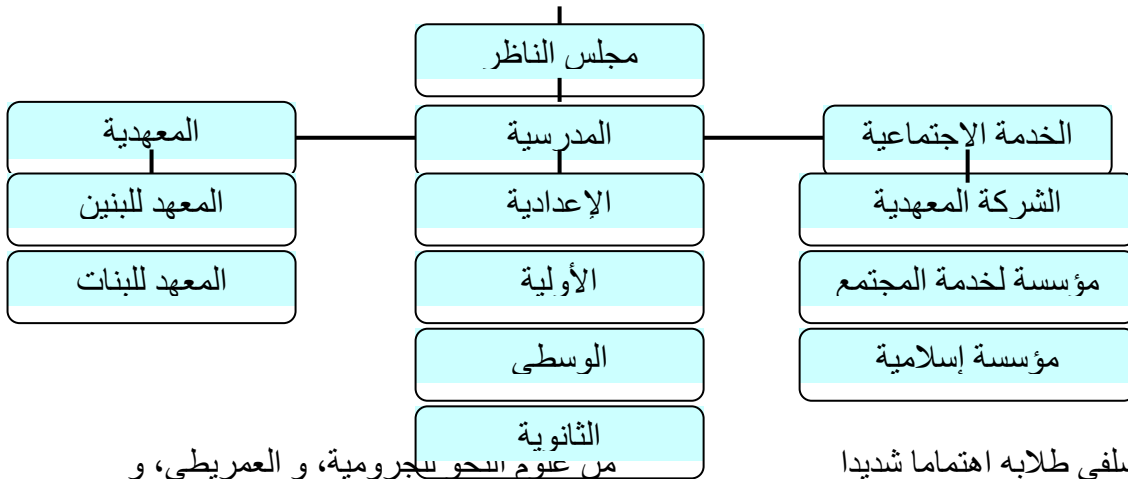 مجلس الناظر
الخدمة الاجتماعية
المدرسية
المعهدية
الشركة المعهدية
الإعدادية
المعهد للبنين
مؤسسة لخدمة المجتمع
الأولية
المعهد للبنات
مؤسسة إسلامية
الوسطى
الثانوية
طلابه اهتماما شديدا
من علوم النحو للجرومية، و العمريطي، و